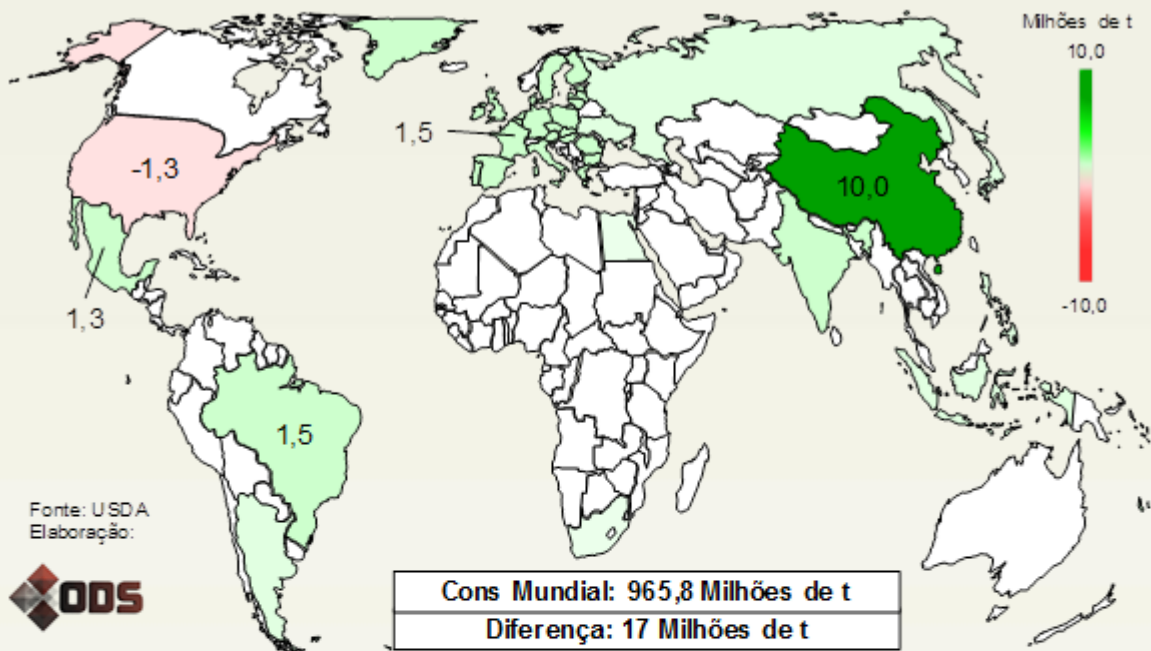 Milhões de t
10,0
1,5
-1,3
10,0
-10,0
1,3
1,5
Fonte: USDA
Elaboração:
ODS
Cons Mundial: 965,8 Milhões de t
Diferença: 17 Milhões de t